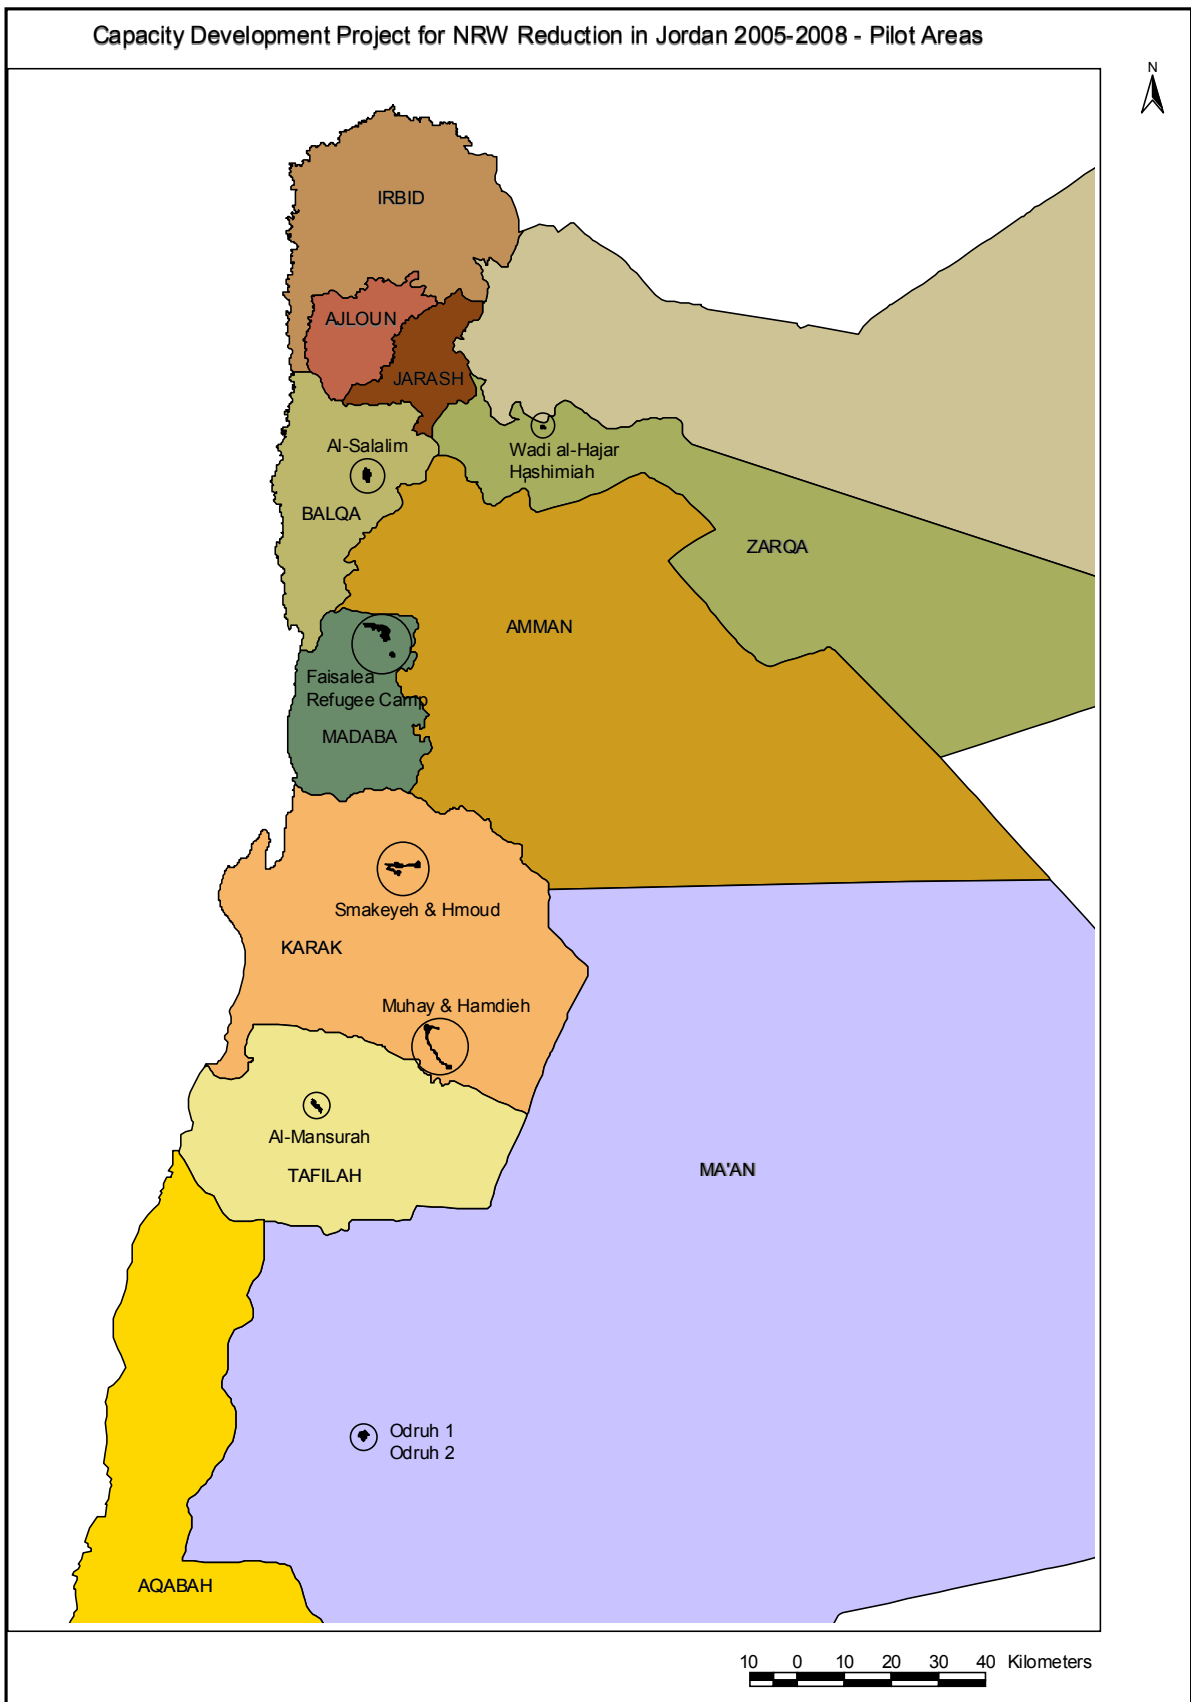 Capacity Development Project for NRW Reduction in Jordan 2005-2008 - Pilot Areas
N
IRBID
AJLOUN
JARASH
Al-Salalim
Wadi al-Hajar
Hashimiah
BALQA
ZARQA
AMMAN
Faisalea
Refugee Camp
MADABA
Smakeyeh & Hmoud
KARAK
Muhay & Hamdieh
Al-Mansurah
TAFILAH
MA'AN
Odruh 1
Odruh 2
AQABAH
10 0 10 20 30 40 Kilometers